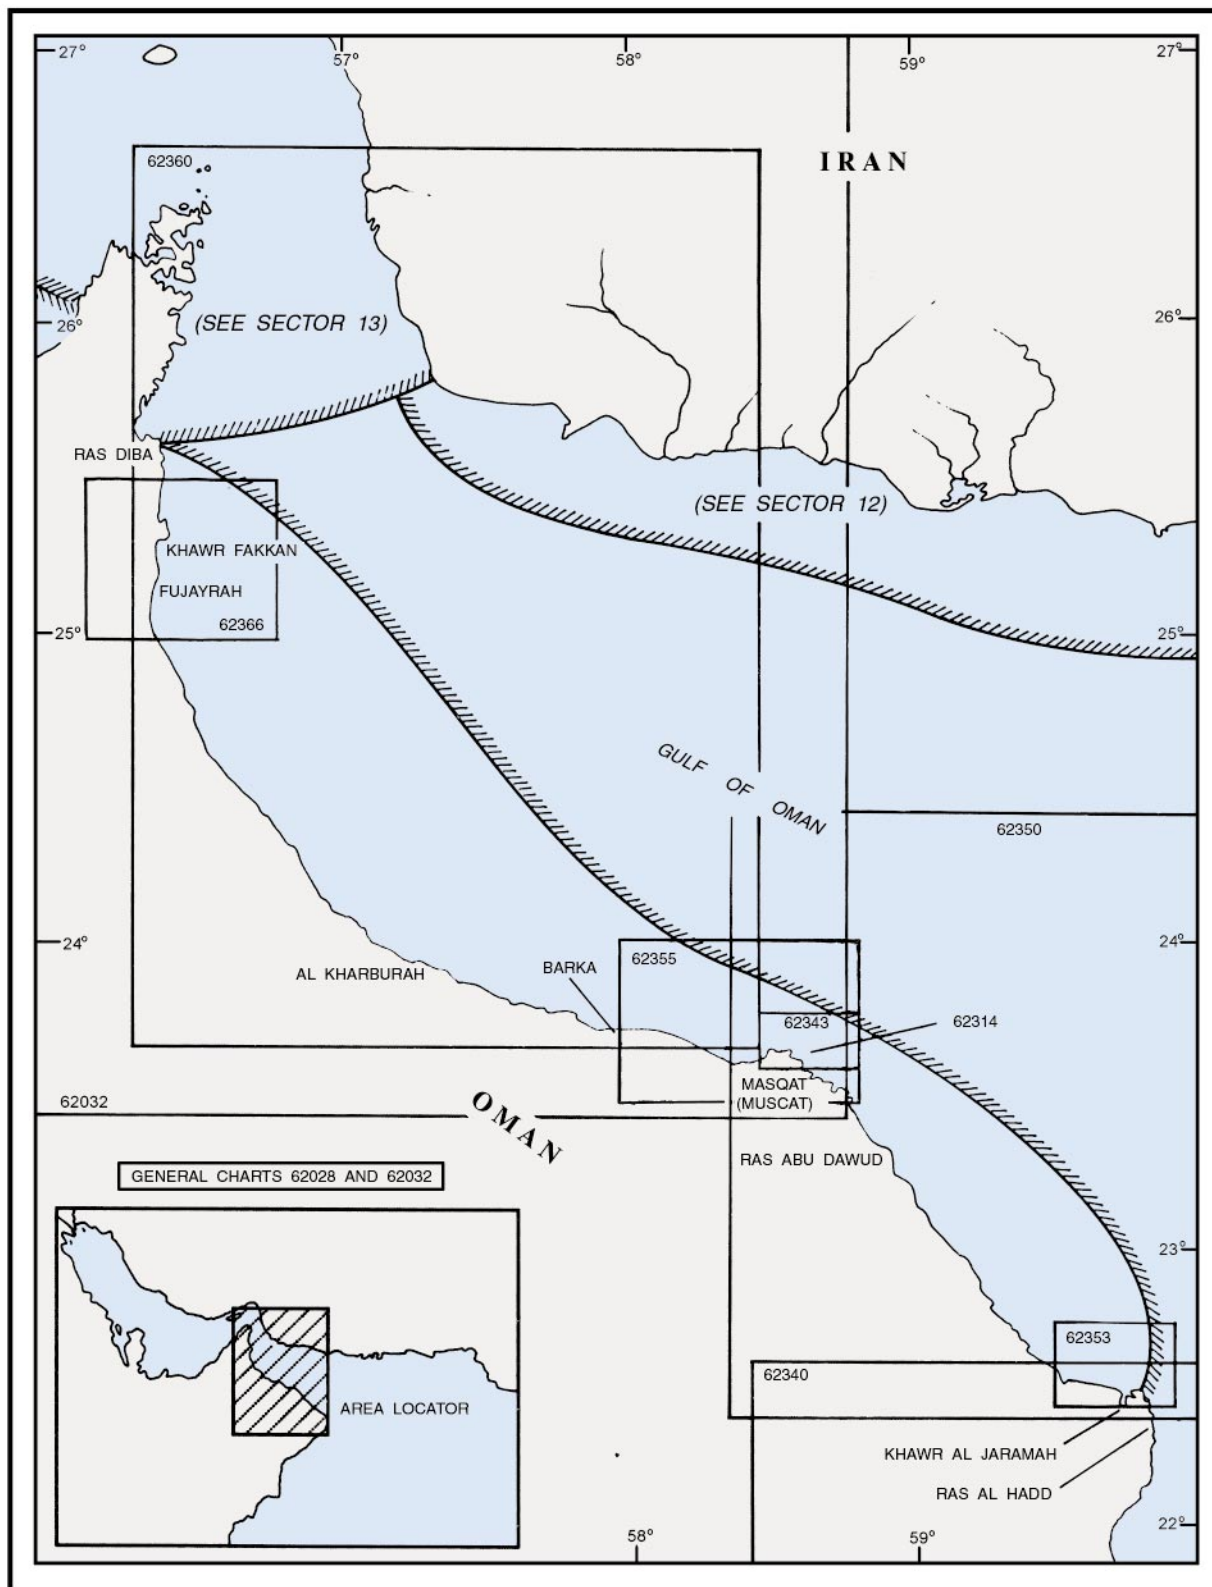 27°
57°
58°
59°
27°
62360
IRAN
(SEE SECTOR 13)
26°
26°
RAS DIBA
(SEE SECTOR 12)
KHAWR FAKKAN
FUJAYRAH
62366
25°
25°
GULF OF OMAN
62350
24°
24°
62355
BARKA
AL KHARBURAH
62343
62314
MASQAT
(MUSCAT)
62032
OMAN
RAS ABU DAWUD
GENERAL CHARTS 62028 AND 62032
23°
62353
62340
AREA LOCATOR
KHAWR AL JARAMAH
RAS AL HADD
58°
59°
22°